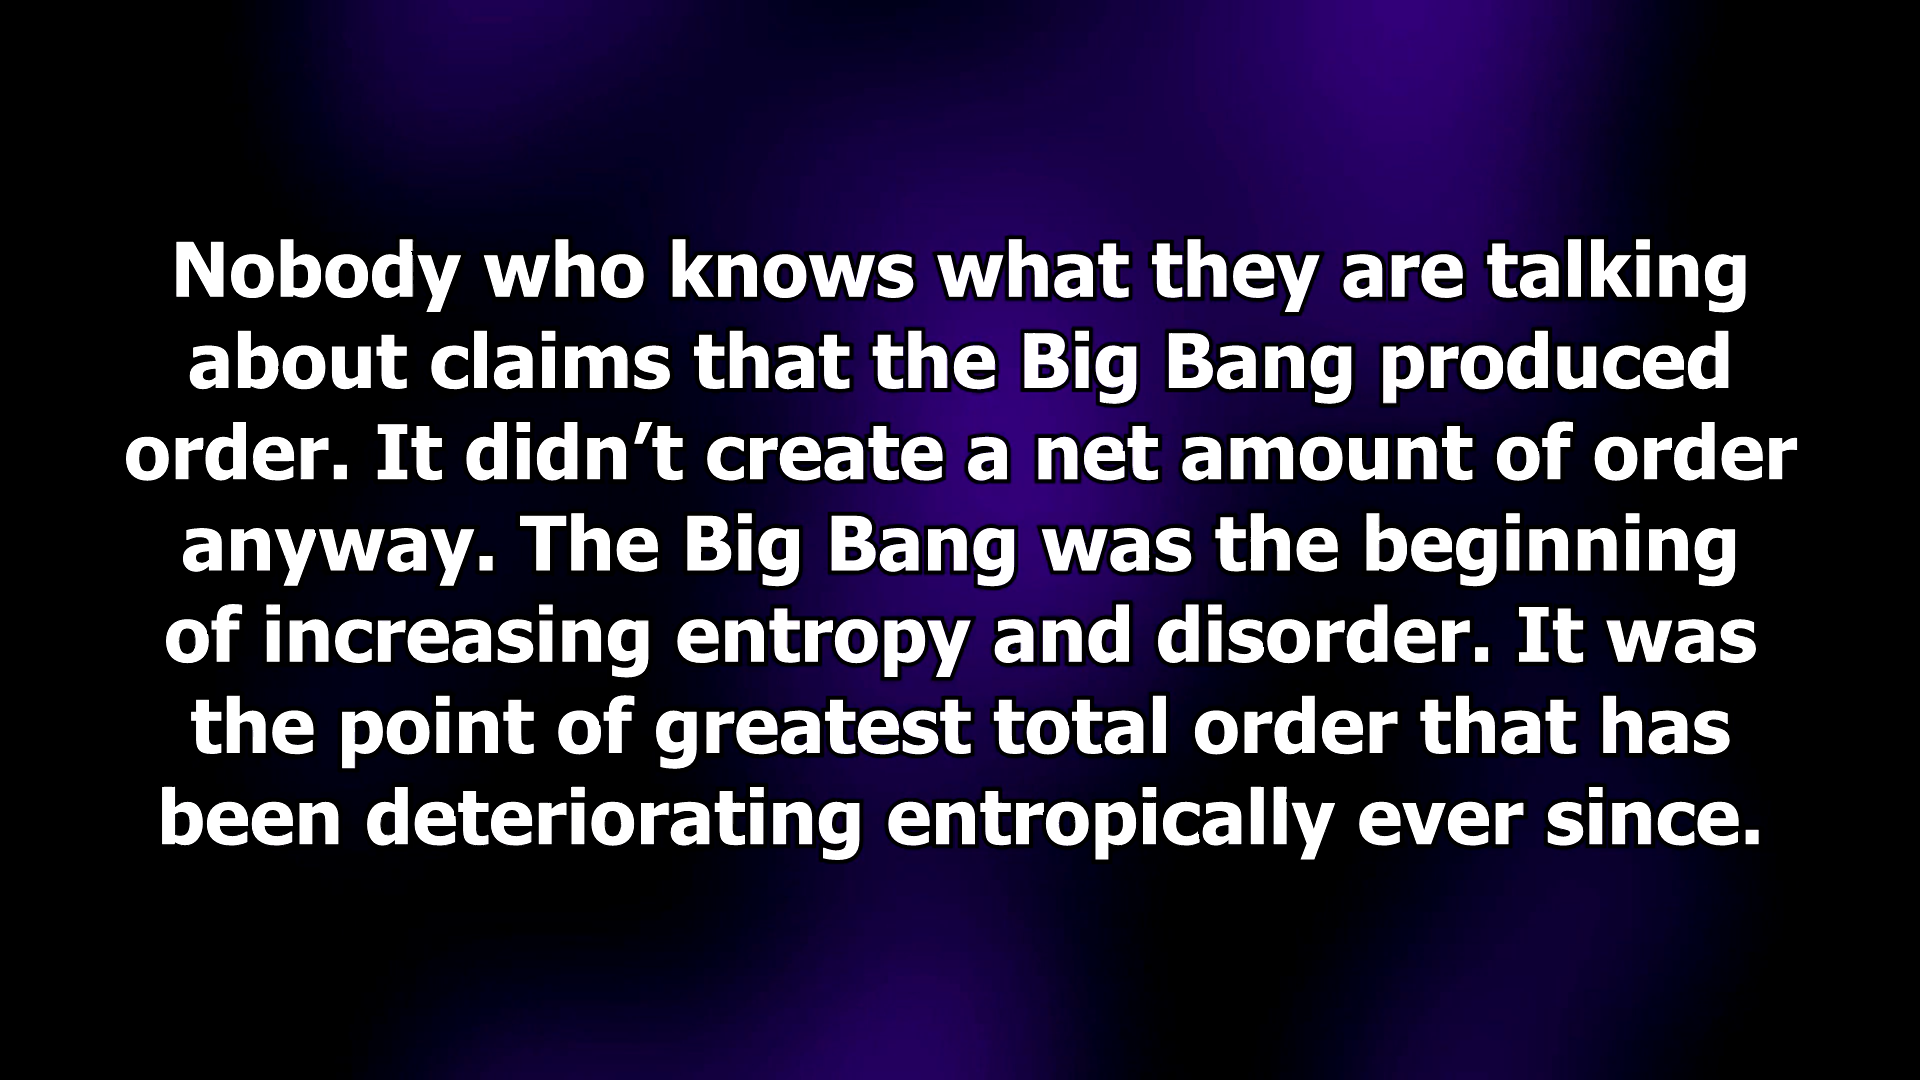 Nobody who knows what they are talking
about claims that the Big Bang produced
order. It didn’t create a net amount of order
anyway. The Big Bang was the beginning
of increasing entropy and disorder. It was
the point of greatest total order that has
been deteriorating entropically ever since.